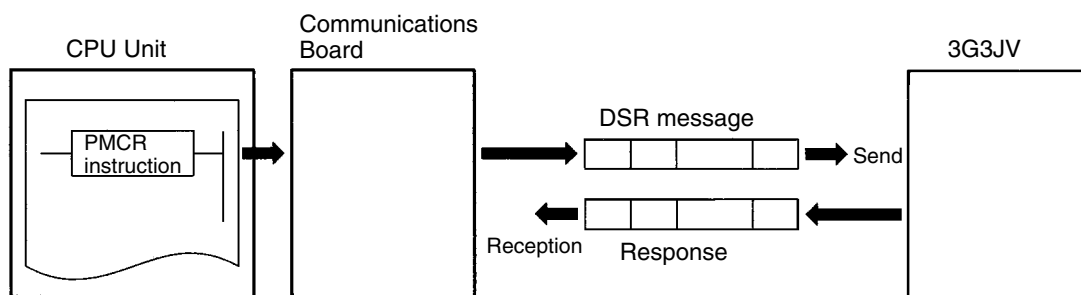 Communications
Board
CPU Unit
3G3JV
PMCR
instruction
DSR message
Send
Reception
Response